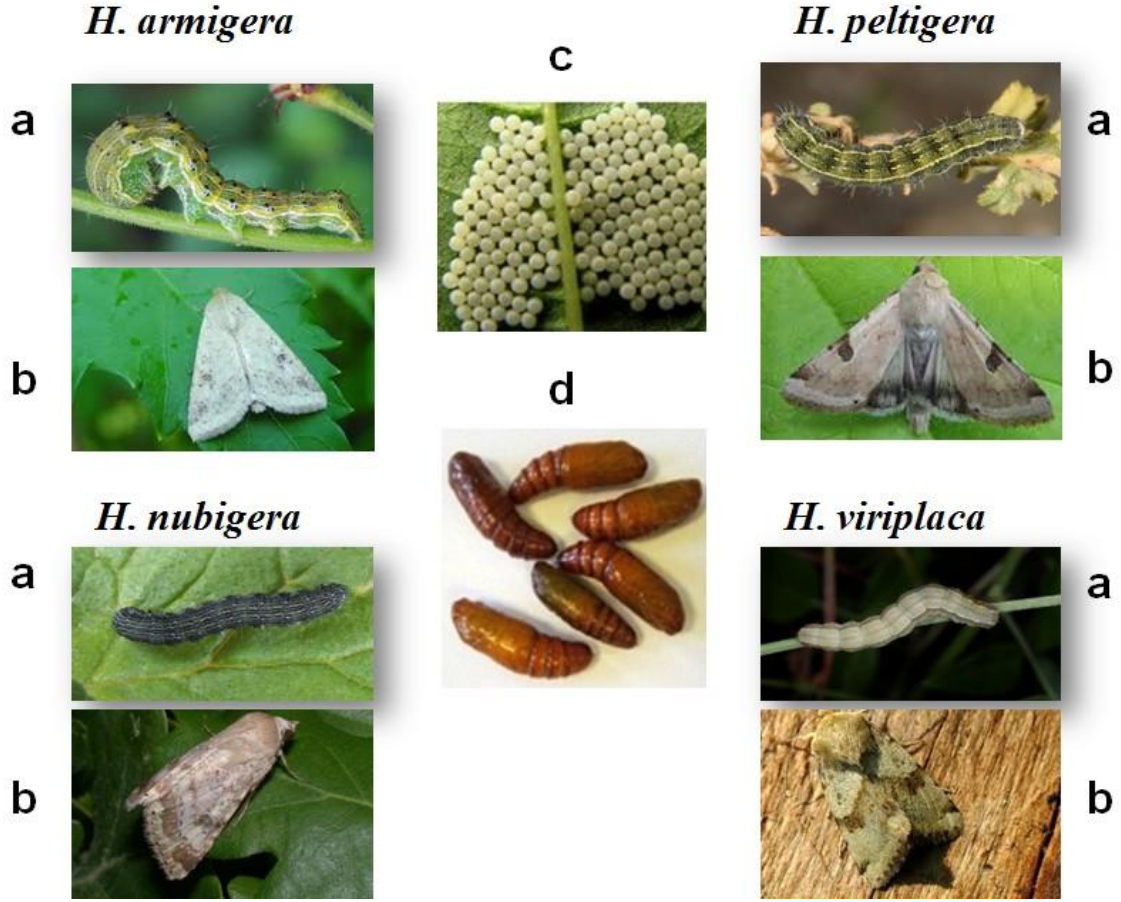 H. armigera
H. peltigera
c
a
a
b
b
d
H. nubigera
H. viriplaca
a
a
b
b